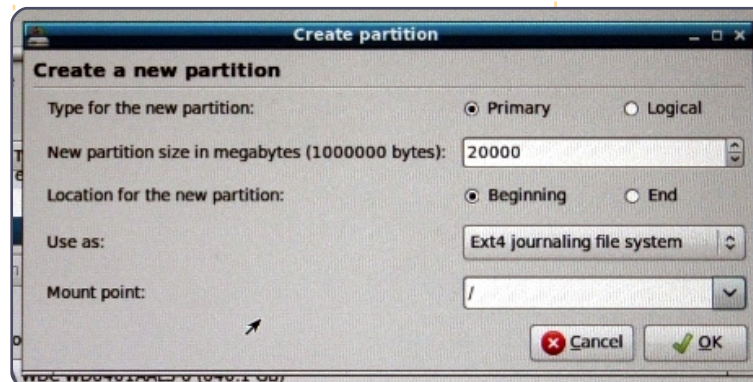 Create partition
Create a new partition
Type for the new partition: Primary Logical
New partition size in megabytes (1000000 bytes): 20000
Location for the new partition: Beginning End
Use as: Ext4 journaling file system
Mount point: /
Cancel OK